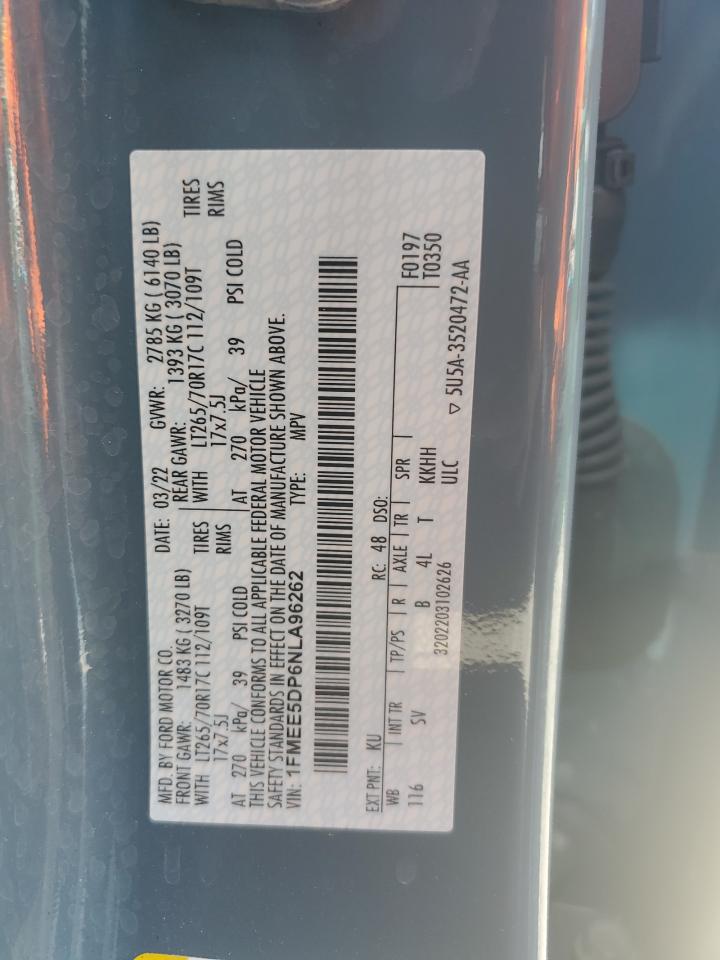 MFD. BY FORD MOTOR CO. DATE: 03/22 GVWR: 2785 KG ( 6140 LB)
FRONT GAWR: 1483 KG ( 3270 LB) REAR GAWR: 1393 KG ( 3070 LB)
WITH LT265/70R17C 112/109T TIRES WITH LT265/70R17C 112/109T TIRES
17x7.5J RIMS 17x7.5J RIMS
AT 270 kPa/ 39 PSI COLD AT 270 kPa/ 39 PSI COLD
THIS VEHICLE CONFORMS TO ALL APPLICABLE FEDERAL MOTOR VEHICLE
SAFETY STANDARDS IN EFFECT ON THE DATE OF MANUFACTURE SHOWN ABOVE.
VIN: 1FMEE5DP6NLA96262 TYPE: MPV
EXT PNT: KU RC: 48 DSO:
WB INT TR TP/PS R AXLE TR SPR F0197
116 SV B 4L T KKHH T0350
3202203102626 ULC ▽ 5U5A-3520472-AA